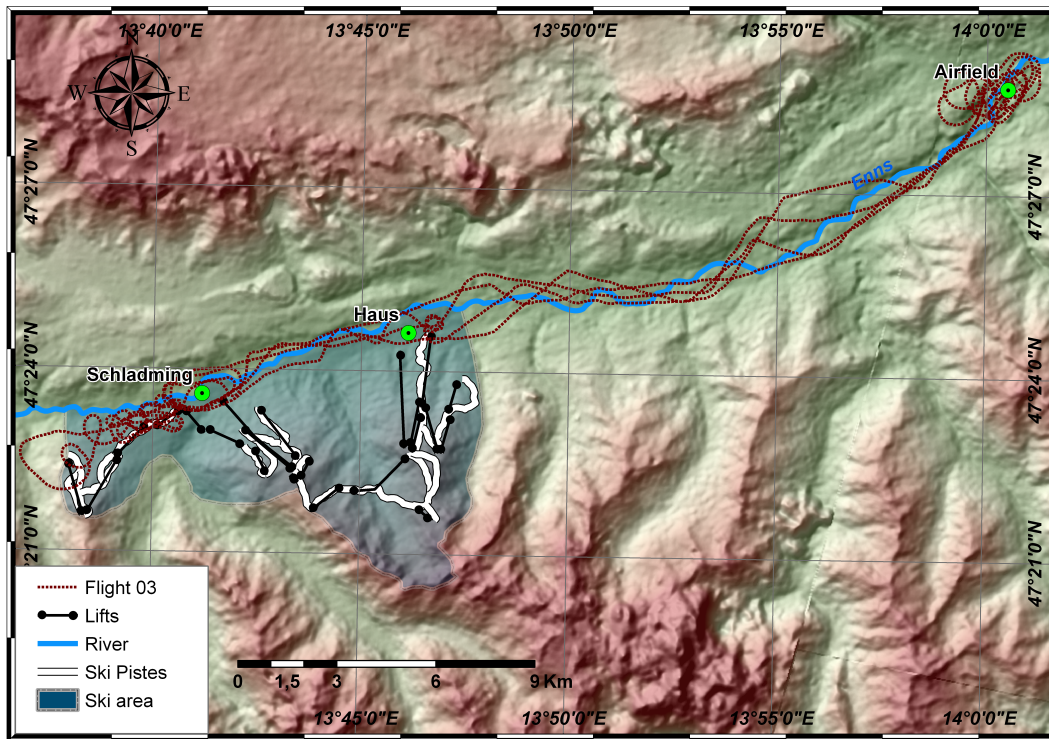 13°40'0"E 13°45'0"E 13°50'0"E 13°55'0"E 14°0'0"E
N
W E
S
Airfield
47°27'0"N
47°27'0"N
Enns
Haus
Schladming
47°24'0"N
47°24'0"N
°21'0"N
47°21'0"N
Flight 03
Lifts
River
Ski Pistes
Ski area
0 1,5 3 6 9 Km
13°45'0"E 13°50'0"E 13°55'0"E 14°0'0"E